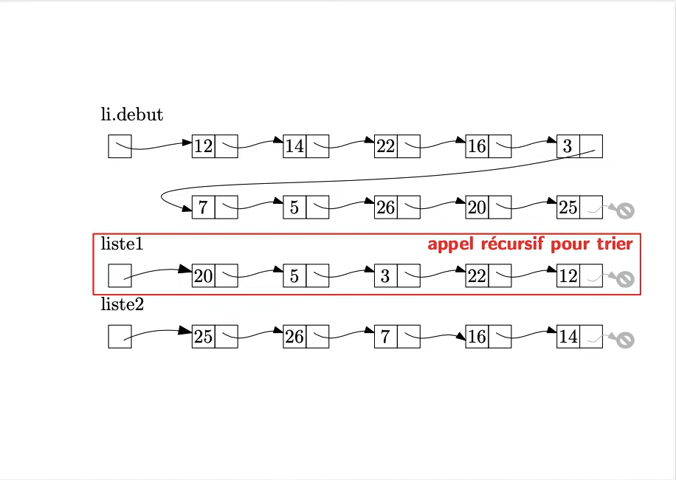 li.debut
12 14 22 16 3
7 5 26 20 25
liste1 appel récursif pour trier
20 5 3 22 12
liste2
25 26 7 16 14